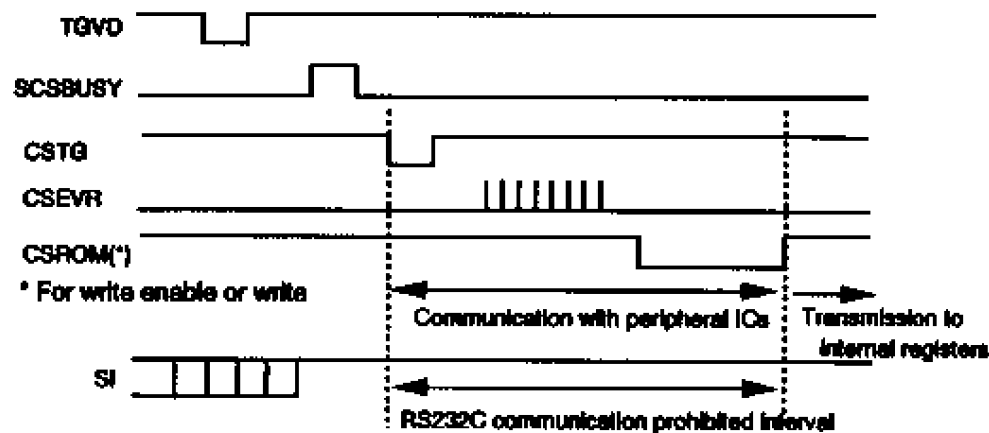 TGVD
SCSBUSY
CSTG
CSEVR
CSROM(*)
* For write enable or write
Communication with peripheral ICs
Transmission to
internal registers
SI
RS232C communication prohibited interval